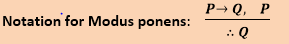 Notation for Modus ponens:
P→ Q, P
∴ Q